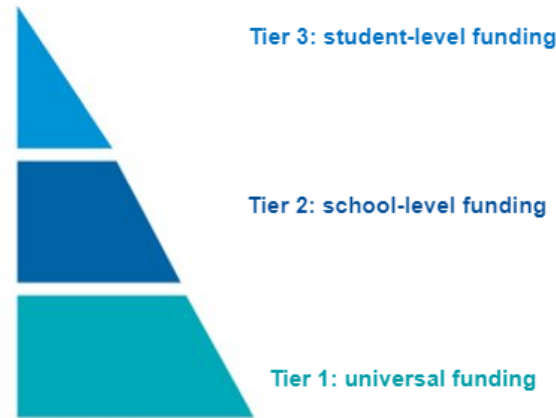 Tier 3: student-level funding
Tier 2: school-level funding
Tier 1: universal funding